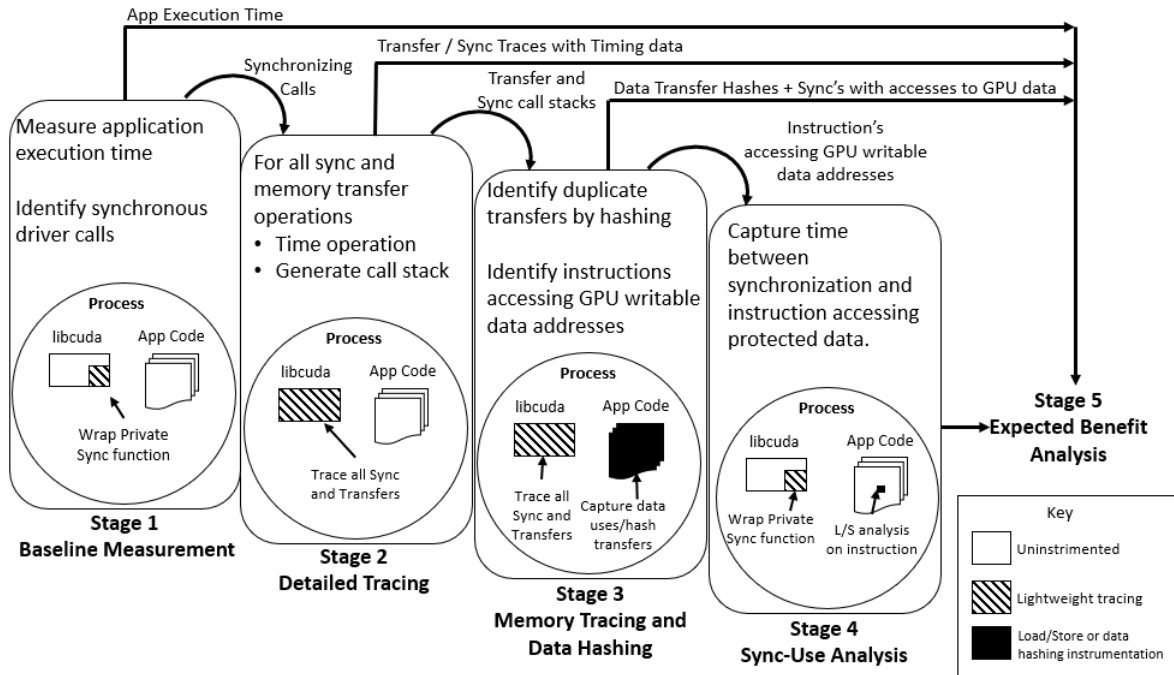 App Execution Time
Transfer / Sync Traces with Timing data
Synchronizing
Calls
Transfer and
Sync call stacks
Data Transfer Hashes + Sync's with accesses to GPU data
Instruction's
accessing GPU writable
data addresses
Measure application
execution time
Identify synchronous
driver calls
Process
libcuda
App Code
Wrap Private
Sync function
Stage 1
Baseline Measurement
For all sync and
memory transfer
operations
• Time operation
• Generate call stack
Process
libcuda
App Code
Trace all Sync
and Transfers
Stage 2
Detailed Tracing
Identify duplicate
transfers by hashing
Identify instructions
accessing GPU writable
data addresses
Process
libcuda
App Code
Trace all
Sync and
Transfers
Capture data
uses/hash
transfers
Stage 3
Memory Tracing and
Data Hashing
Capture time
between
synchronization and
instruction accessing
protected data.
Process
libcuda
App Code
Wrap Private
Sync function
L/S analysis
on instruction
Stage 4
Sync-Use Analysis
Stage 5
Expected Benefit
Analysis
Key
Uninstrimented
Lightweight tracing
Load/Store or data
hashing instrumentation